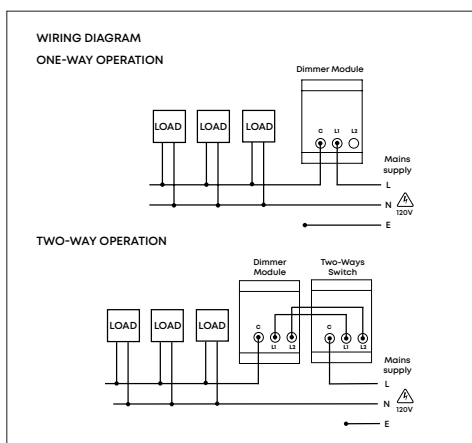 WIRING DIAGRAM
ONE-WAY OPERATION
Dimmer Module
LOAD LOAD LOAD
C L1 L2
Mains
supply
L
N
120V
E
TWO-WAY OPERATION
Dimmer
Module
Two-Ways
Switch
LOAD LOAD LOAD
C L1 L2
C L1 L2
Mains
supply
L
N
120V
E